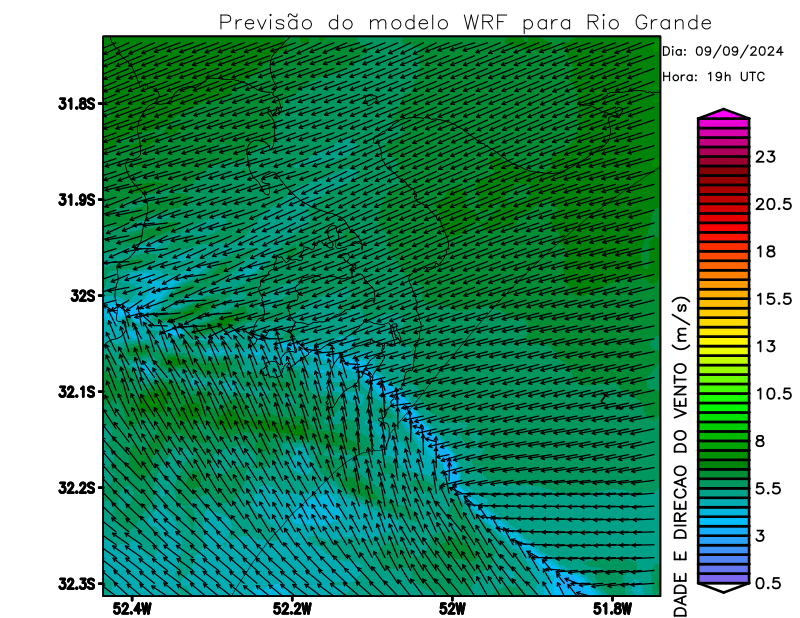 Previsão do modelo WRF para Rio Grande
Dia: 09/09/2024
Hora: 19h UTC
31.8S
31.9S
32S
32.1S
32.2S
32.3S
52.4W
52.2W
52W
51.8W
23
20.5
18
15.5
13
10.5
8
5.5
3
0.5
DADE E DIRECAO DO VENTO (m/s)